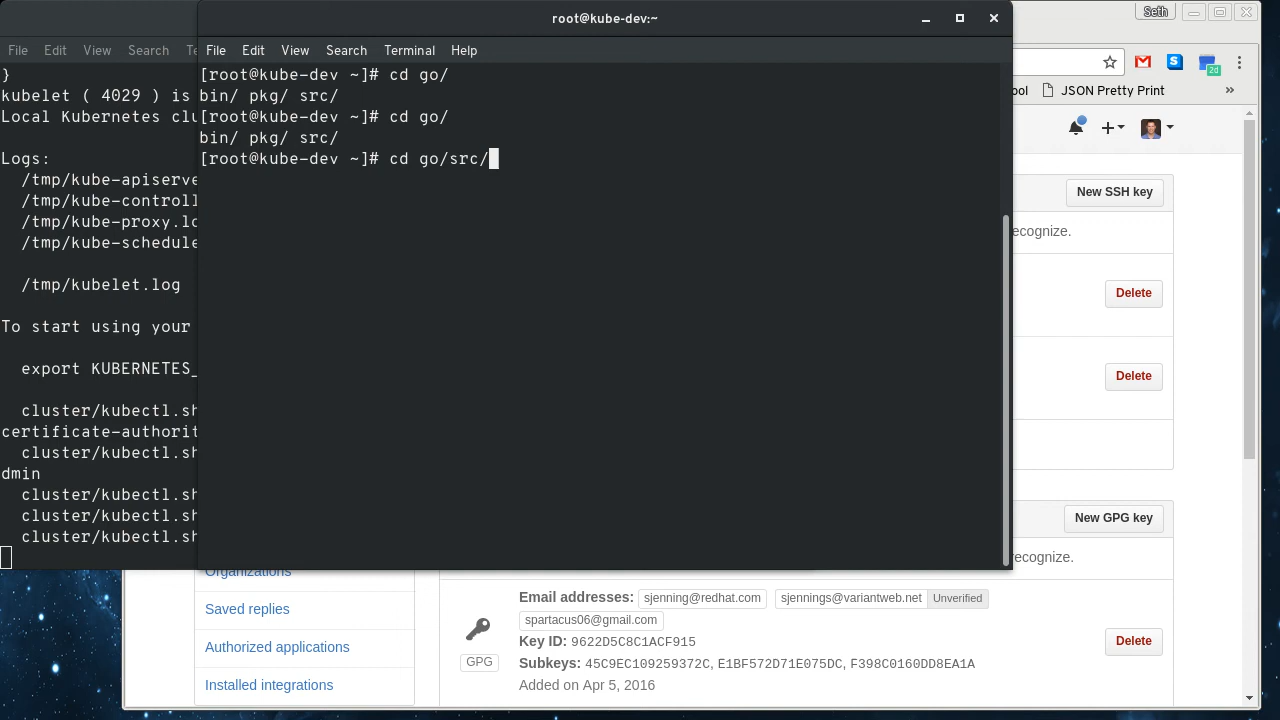 root@kube-dev:~
File Edit View Search Terminal Help
[root@kube-dev ~]# cd go/
bin/ pkg/ src/
[root@kube-dev ~]# cd go/
bin/ pkg/ src/
[root@kube-dev ~]# cd go/src/
File Edit View Search
}
kubelet ( 4029 ) is
Local Kubernetes clu
Logs:
/tmp/kube-apiserve
/tmp/kube-controll
/tmp/kube-proxy.lo
/tmp/kube-schedule
/tmp/kubelet.log
To start using your
export KUBERNETES_
cluster/kubectl.sh
certificate-authorit
cluster/kubectl.sh
dmin
cluster/kubectl.sh
cluster/kubectl.sh
cluster/kubectl.sh
Seth
2d
ool JSON Pretty Print »
New SSH key
ecognize.
Delete
Delete
New GPG key
ecognize.
Organizations
Saved replies
Authorized applications
Installed integrations
GPG
Email addresses: sjenning@redhat.com sjennings@variantweb.net Unverified
spartacus06@gmail.com
Key ID: 9622D5C8C1ACF915
Subkeys: 45C9EC109259372C, E1BF572D71E075DC, F398C0160DD8EA1A
Added on Apr 5, 2016
Delete